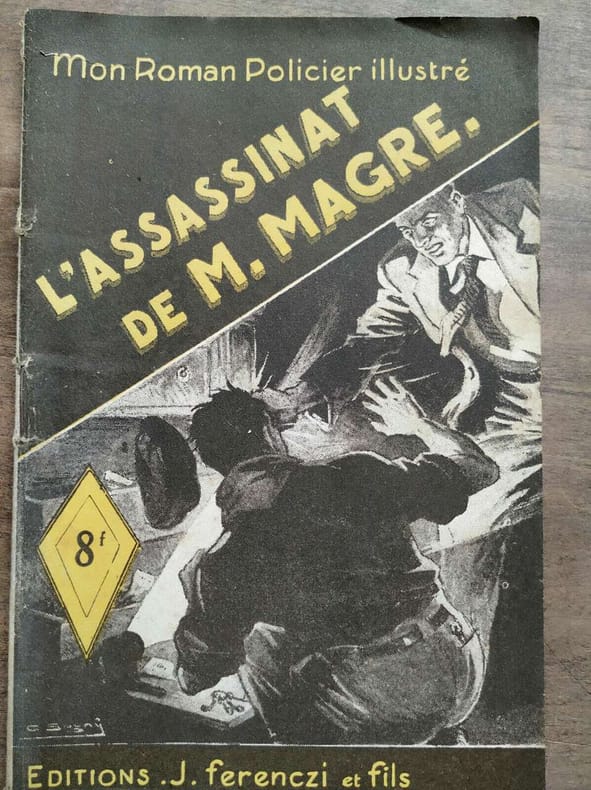 Mon Roman Policier illustré
L'ASSASSINAT
DE M. MAGRE.
8f
EDITIONS . J. ferenczi et fils